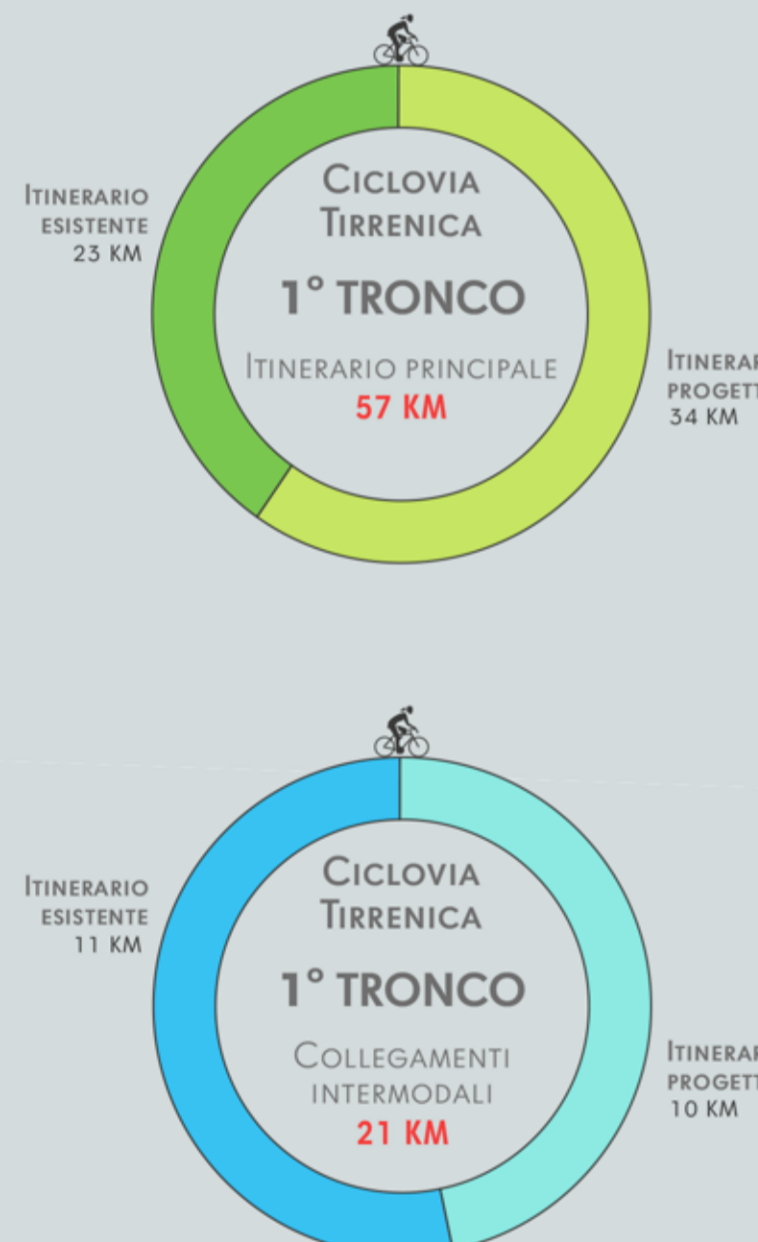 Ciclovia
Tirrenica
1° TRONCO
Itinerario principale
57 KM
Itinerario
esistente
23 KM
34 KM
Ciclovia
Tirrenica
1° TRONCO
Collegamenti
intermodali
21 KM
Itinerario
esistente
11 KM
10 KM